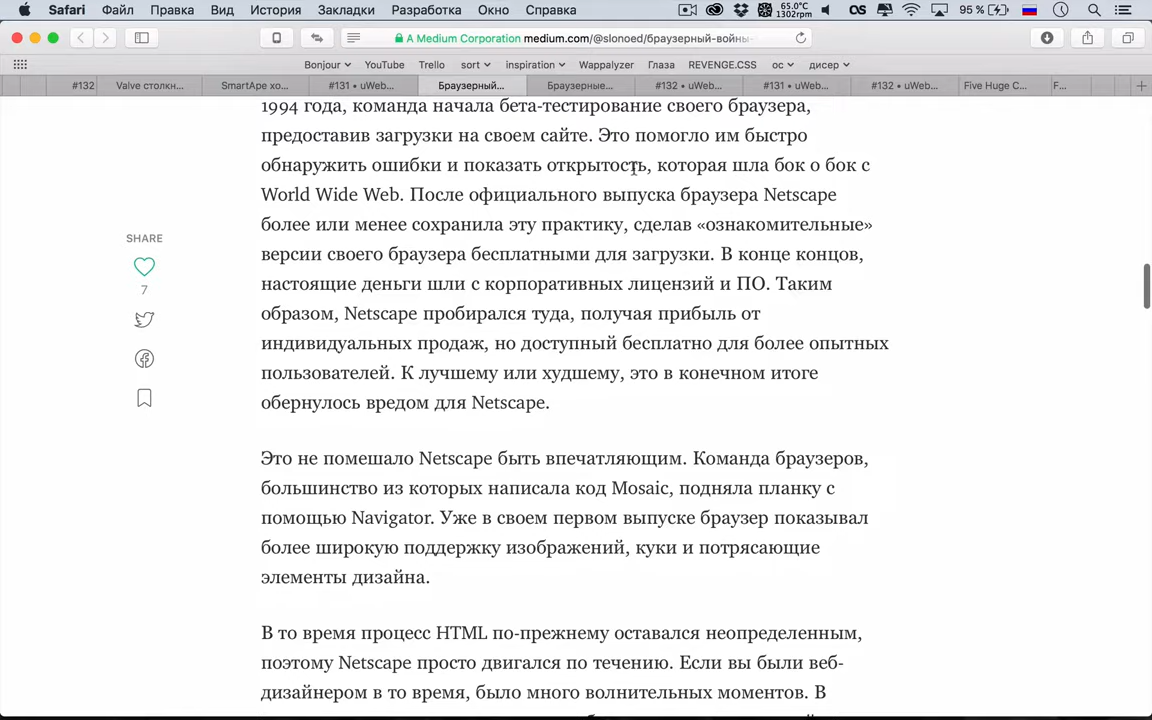 Safari Файл Правка Вид История Закладки Разработка Окно Справка
65.0°C
1302rpm
95 %
A Medium Corporation medium.com/@slonoed/браузерный-войны-
Bonjour YouTube Trello sort inspiration Wappalyzer Глаза REVENGE.CSS ос дисер
#132 Valve столкн... SmartApe хо... #131 • uWeb... Браузерный... Браузерные... #132 • uWeb... #131 • uWeb... #132 • uWeb... Five Huge C... F...
1994 года, команда начала бета-тестирование своего браузера,
предоставив загрузки на своем сайте. Это помогло им быстро
обнаружить ошибки и показать открытость, которая шла бок о бок с
World Wide Web. После официального выпуска браузера Netscape
более или менее сохранила эту практику, сделав «ознакомительные»
версии своего браузера бесплатными для загрузки. В конце концов,
настоящие деньги шли с корпоративных лицензий и ПО. Таким
образом, Netscape пробирался туда, получая прибыль от
индивидуальных продаж, но доступный бесплатно для более опытных
пользователей. К лучшему или худшему, это в конечном итоге
обернулось вредом для Netscape.
SHARE
7
Это не помешало Netscape быть впечатляющим. Команда браузеров,
большинство из которых написала код Mosaic, подняла планку с
помощью Navigator. Уже в своем первом выпуске браузер показывал
более широкую поддержку изображений, куки и потрясающие
элементы дизайна.
В то время процесс HTML по-прежнему оставался неопределенным,
поэтому Netscape просто двигался по течению. Если вы были веб-
дизайнером в то время, было много волнительных моментов. В